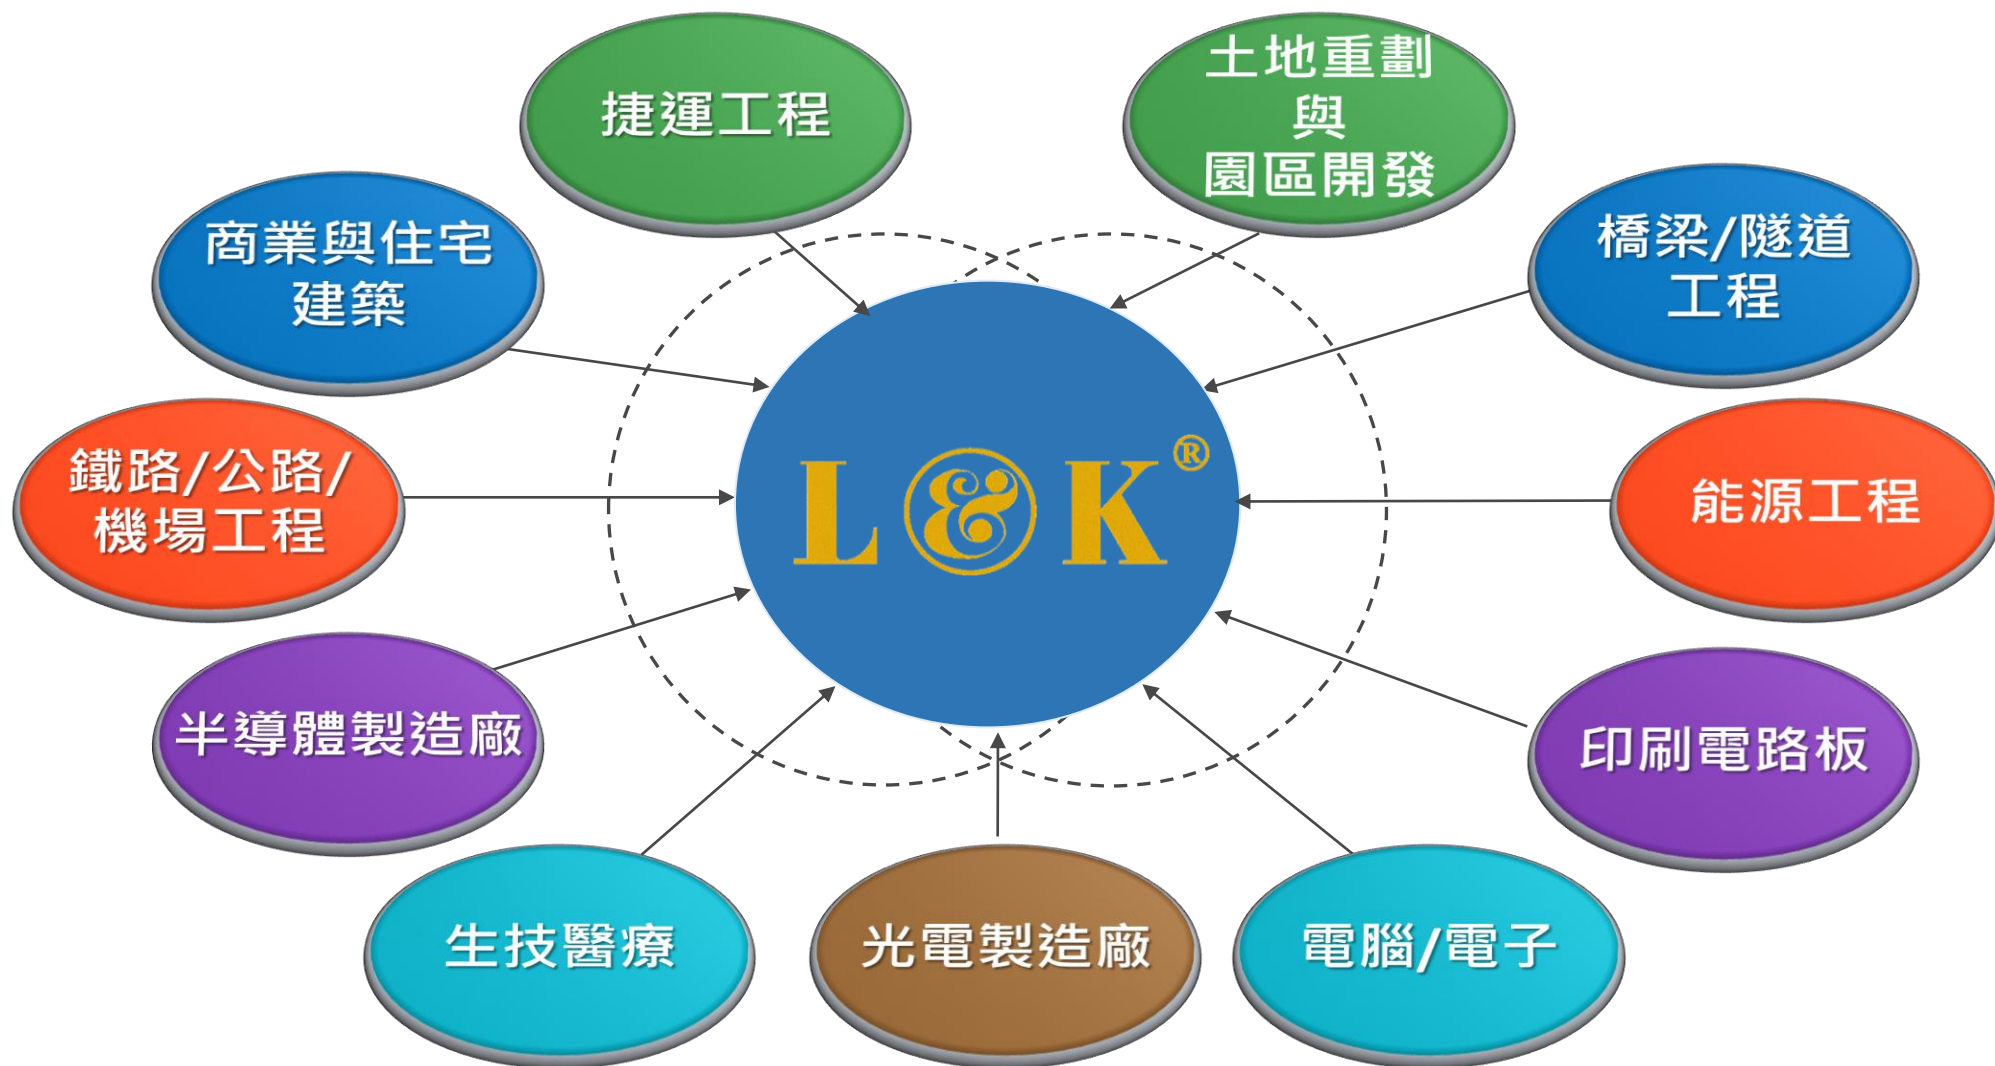 捷運工程
土地重劃
與
園區開發
商業與住宅
建築
橋梁/隧道
工程
鐵路/公路/
機場工程
L&K®
能源工程
半導體製造廠
印刷電路板
生技醫療
光電製造廠
電腦/電子